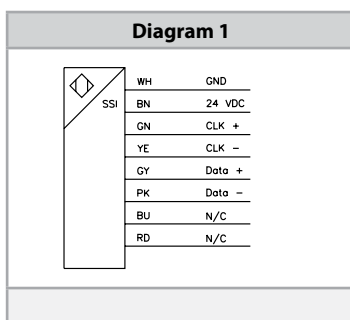 Diagram 1
SSI
WH GND
BN 24 VDC
GN CLK +
YE CLK -
GY Data +
PK Data -
BU N/C
RD N/C